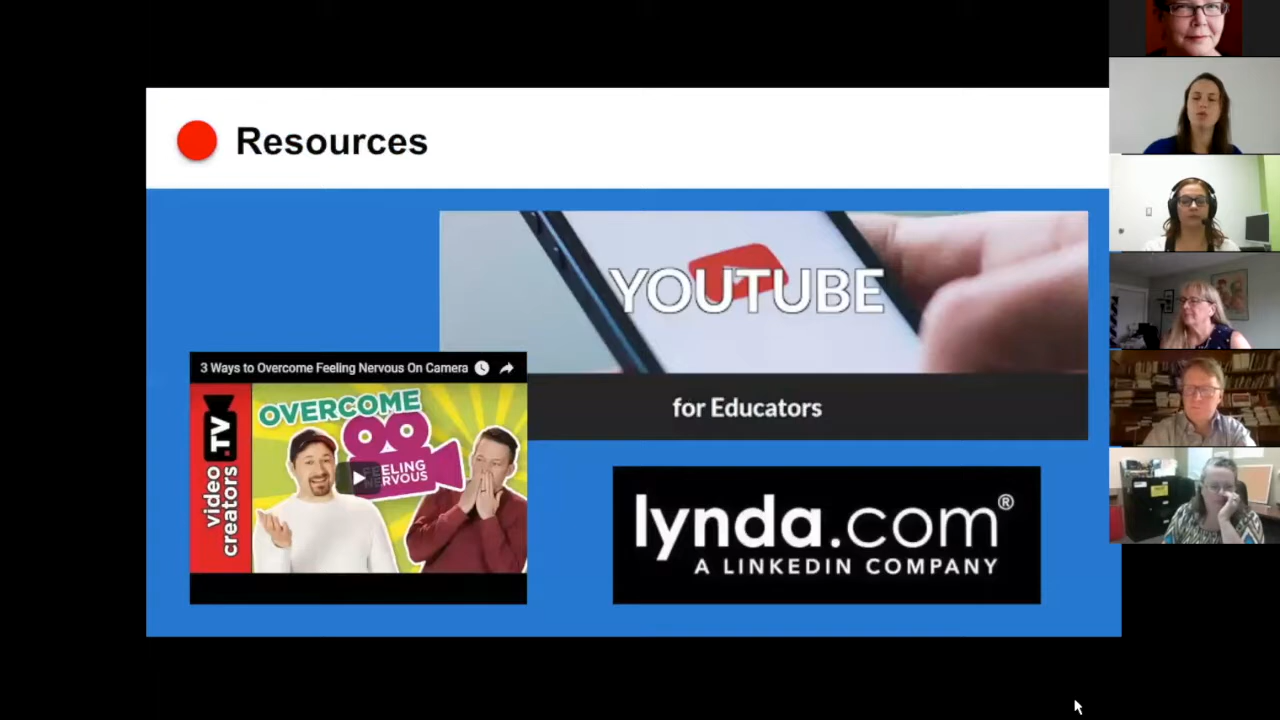 Resources
YOUTUBE
for Educators
3 Ways to Overcome Feeling Nervous On Camera
OVERCOME
FEELING
NERVOUS
video
creators
.TV
lynda.com®
A LINKEDIN COMPANY